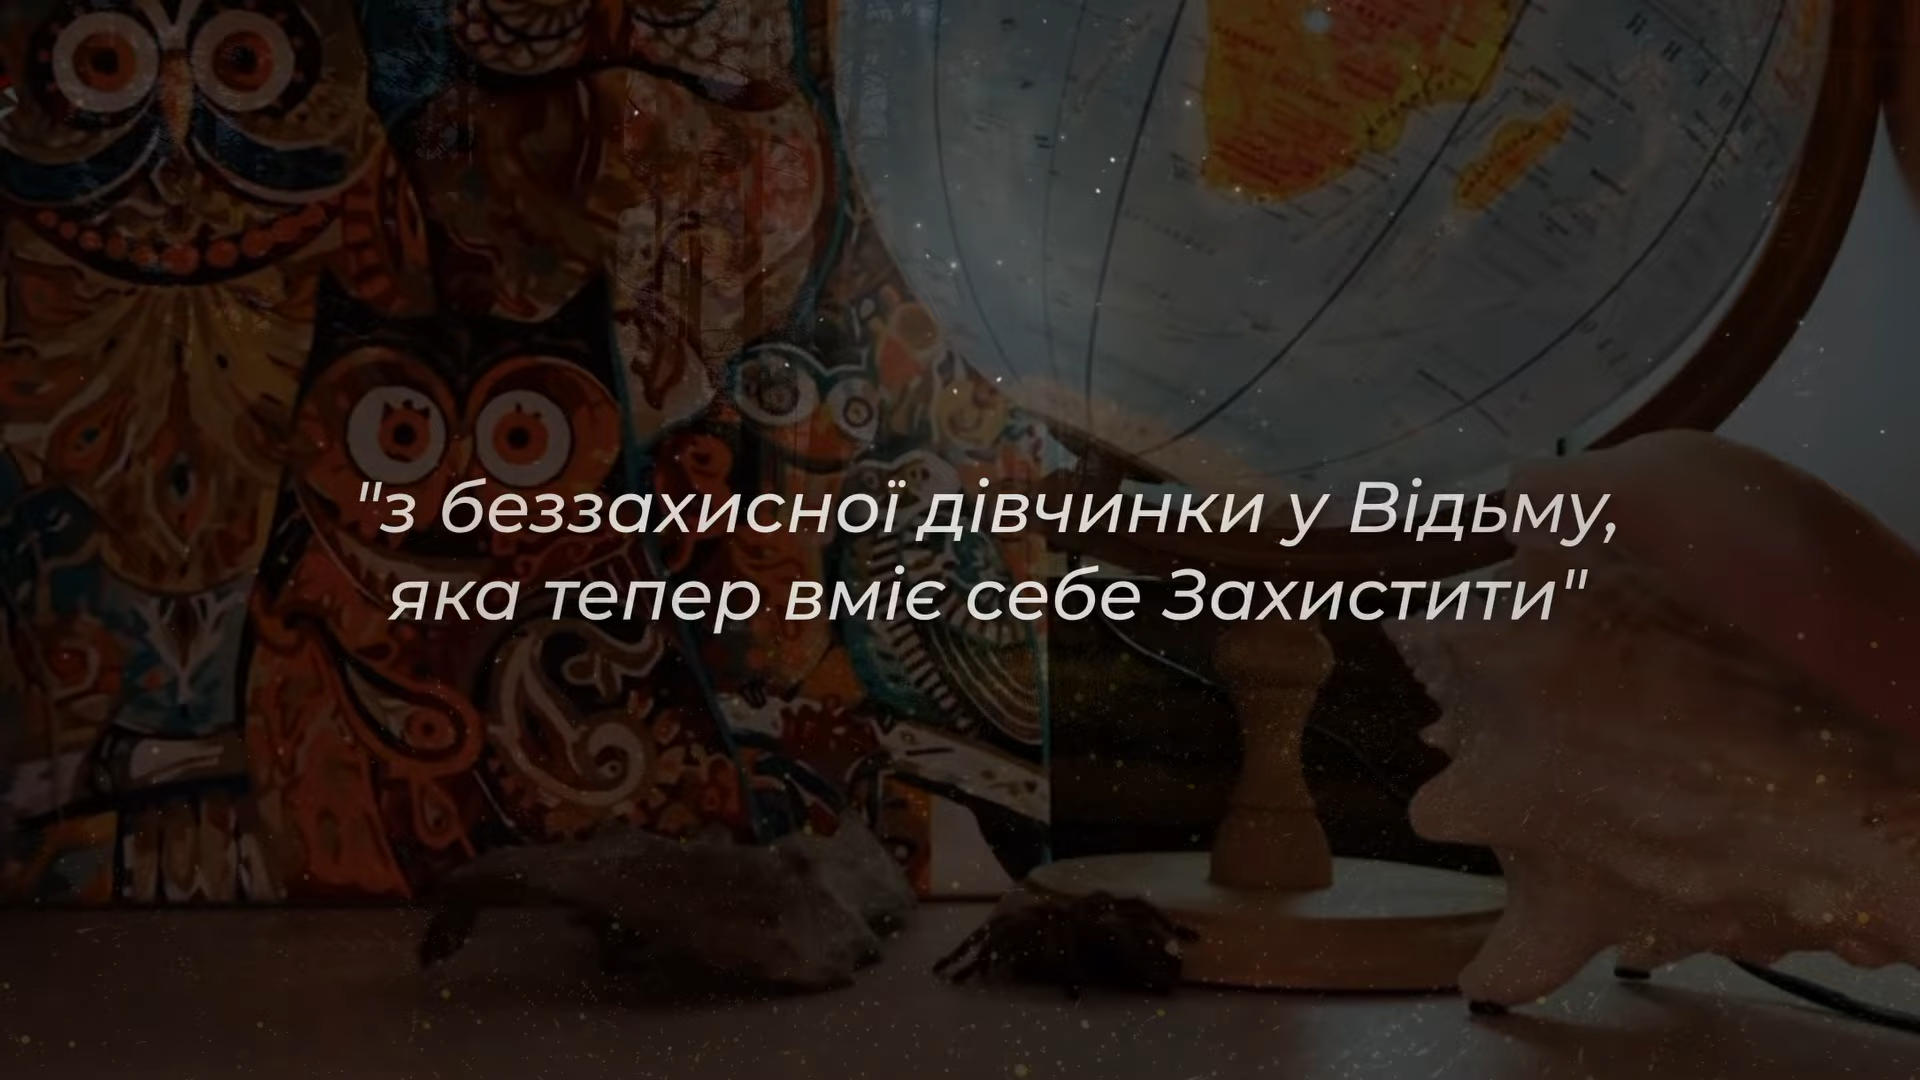 "з беззахисної дівчинки у Відьму,
яка тепер вміє себе Захистити"